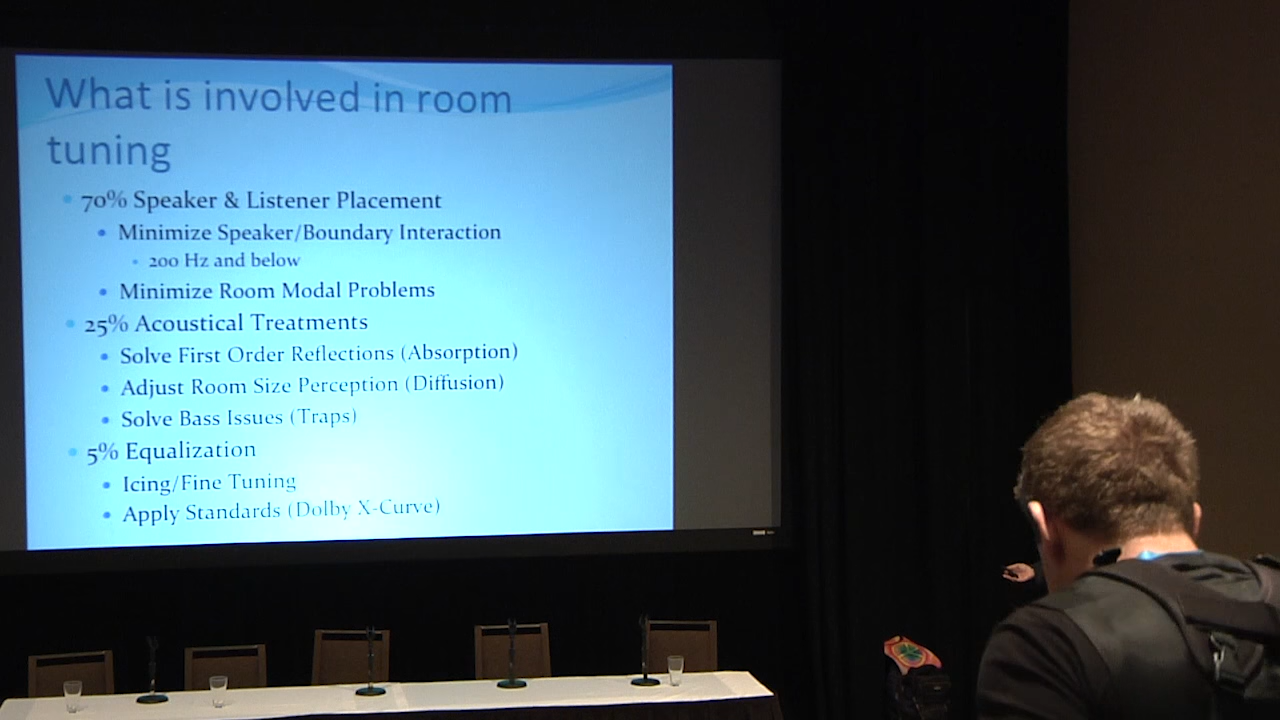 What is involved in room
tuning
70% Speaker & Listener Placement
Minimize Speaker/Boundary Interaction
200 Hz and below
Minimize Room Modal Problems
25% Acoustical Treatments
Solve First Order Reflections (Absorption)
Adjust Room Size Perception (Diffusion)
Solve Bass Issues (Traps)
5% Equalization
Icing/Fine Tuning
Apply Standards (Dolby X-Curve)